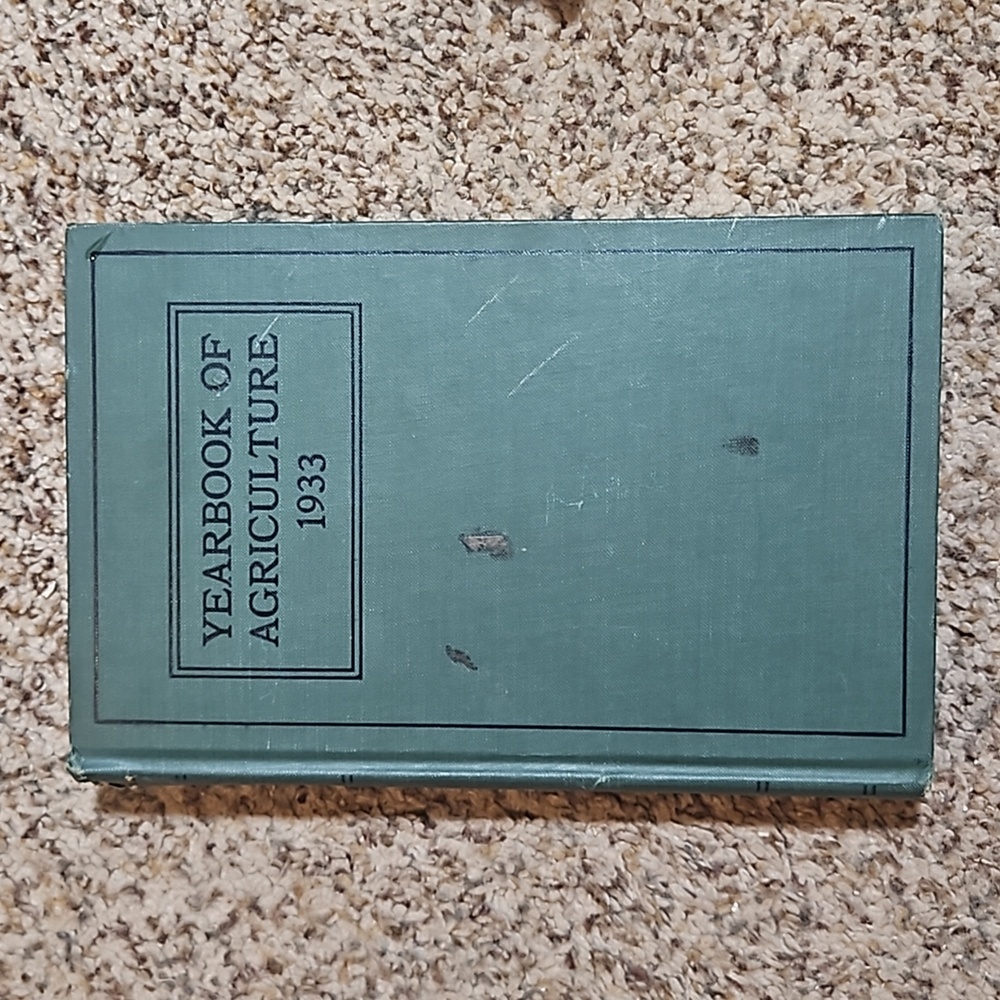 YEARBOOK OF
AGRICULTURE
1933